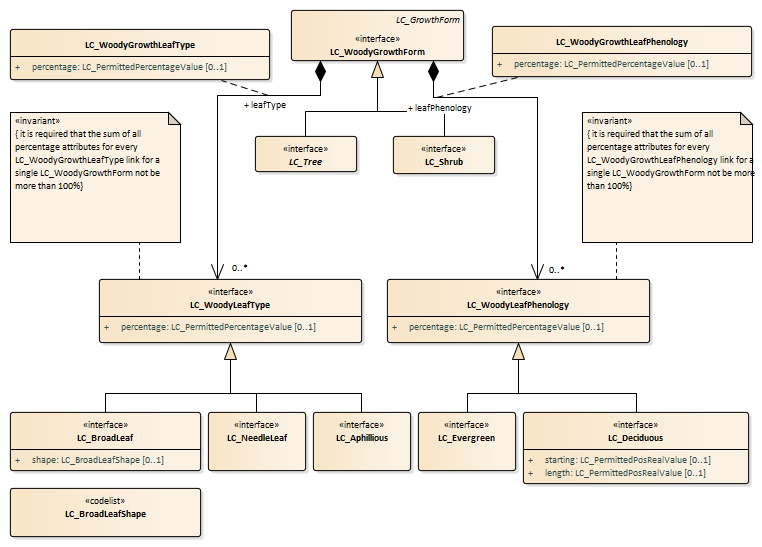 LC_GrowthForm
«interface»
LC_WoodyGrowthForm
LC_WoodyGrowthLeafType
+ percentage: LC_PermittedPercentageValue [0..1]
LC_WoodyGrowthLeafPhenology
+ percentage: LC_PermittedPercentageValue [0..1]
+ leafType
+ leafPhenology
«invariant»
{ it is required that the sum of all
percentage attributes for every
LC_WoodyGrowthLeafType link for a
single LC_WoodyGrowthForm not be
more than 100%}
«interface»
LC_Tree
«interface»
LC_Shrub
«invariant»
{ it is required that the sum of all
percentage attributes for every
LC_WoodyGrowthLeafPhenology link for a
single LC_WoodyGrowthForm not be more
than 100%}
0..*
0..*
«interface»
LC_WoodyLeafType
+ percentage: LC_PermittedPercentageValue [0..1]
«interface»
LC_WoodyLeafPhenology
+ percentage: LC_PermittedPercentageValue [0..1]
«interface»
LC_BroadLeaf
+ shape: LC_BroadLeafShape [0..1]
«interface»
LC_NeedleLeaf
«interface»
LC_Aphillious
«interface»
LC_Evergreen
«interface»
LC_Deciduous
+ starting: LC_PermittedPosRealValue [0..1]
+ length: LC_PermittedPosRealValue [0..1]
«codelist»
LC_BroadLeafShape